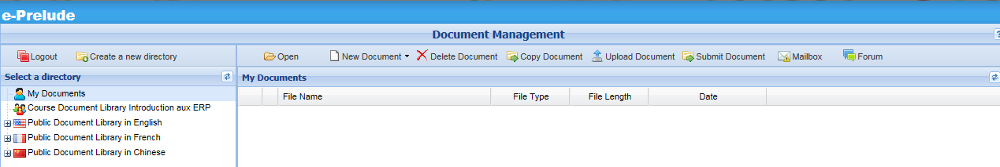 e-Prelude
Document Management
Logout Create a new directory Open New Document Delete Document Copy Document Upload Document Submit Document Mailbox Forum
Select a directory My Documents
My Documents File Name File Type File Length Date
Course Document Library Introduction aux ERP
Public Document Library in English
Public Document Library in French
Public Document Library in Chinese